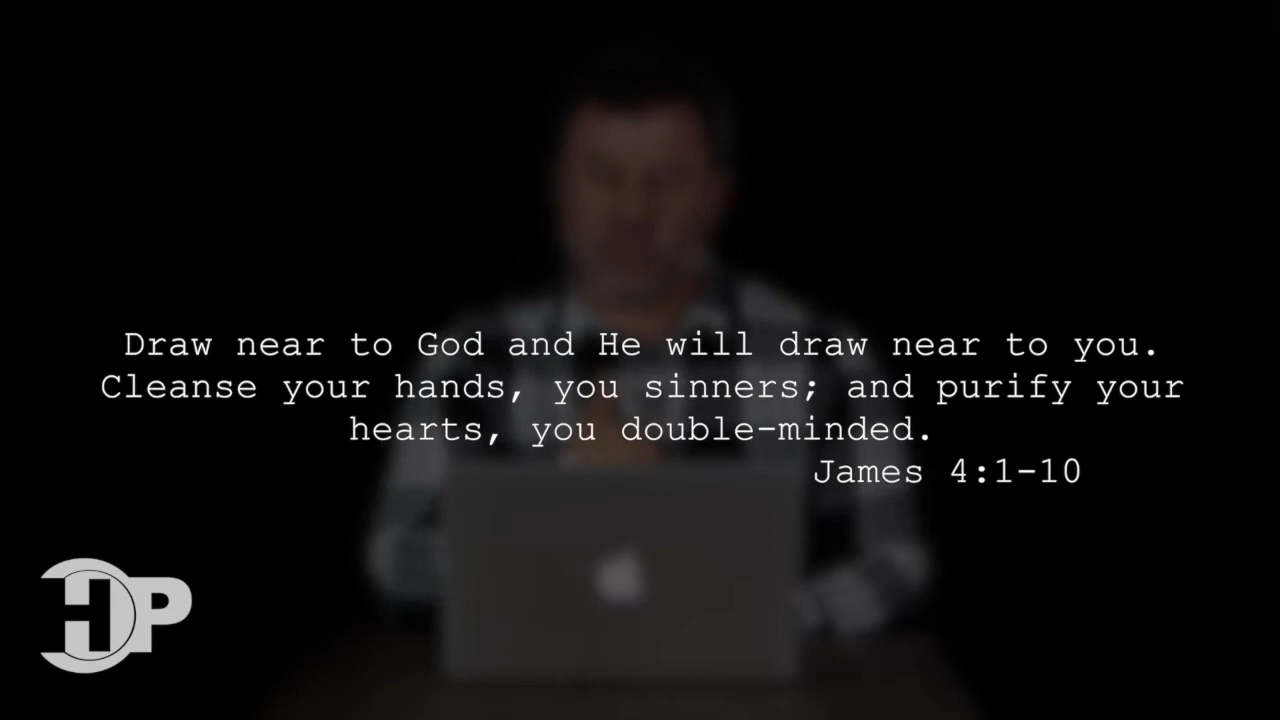 Draw near to God and He will draw near to you.
Cleanse your hands, you sinners; and purify your
hearts, you double-minded.
James 4:1-10
CHP